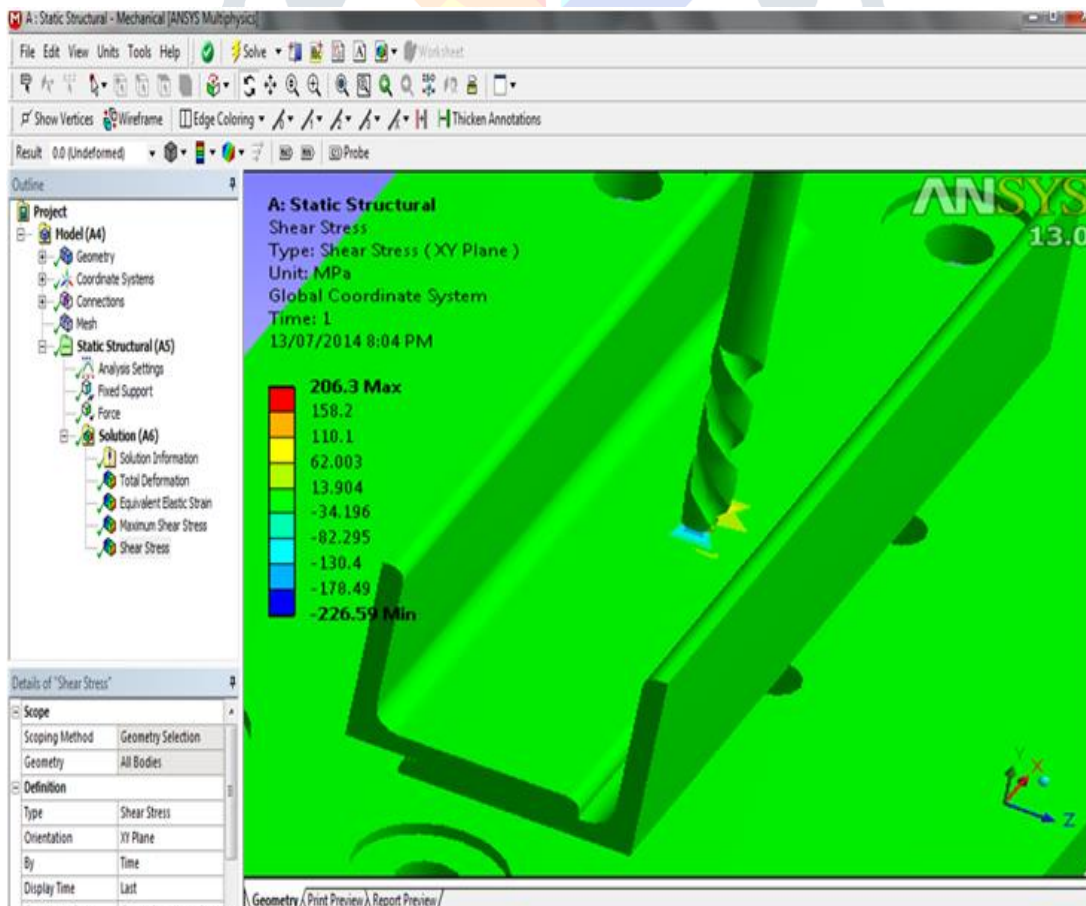 A : Static Structural - Mechanical [ANSYS Multiphysics]
File Edit View Units Tools Help Solve Worksheet
Show Vertices Wireframe Edge Coloring Thicken Annotations
Result 0.0 (Undeformed) Probe
Outline
Project
Model (A4)
Geometry
Coordinate Systems
Connections
Mesh
Static Structural (A5)
Analysis Settings
Fixed Support
Force
Solution (A6)
Solution Information
Total Deformation
Equivalent Elastic Strain
Maximum Shear Stress
Shear Stress
Details of "Shear Stress"
Scope
Scoping Method Geometry Selection
Geometry All Bodies
Definition
Type Shear Stress
Orientation XY Plane
By Time
Display Time Last
A: Static Structural
Shear Stress
Type: Shear Stress ( XY Plane )
Unit: MPa
Global Coordinate System
Time: 1
13/07/2014 8:04 PM
206.3 Max
158.2
110.1
62.003
13.904
-34.196
-82.295
-130.4
-178.49
-226.59 Min
ANSYS
13.0
Y
X
Z
Geometry Print Preview Report Preview